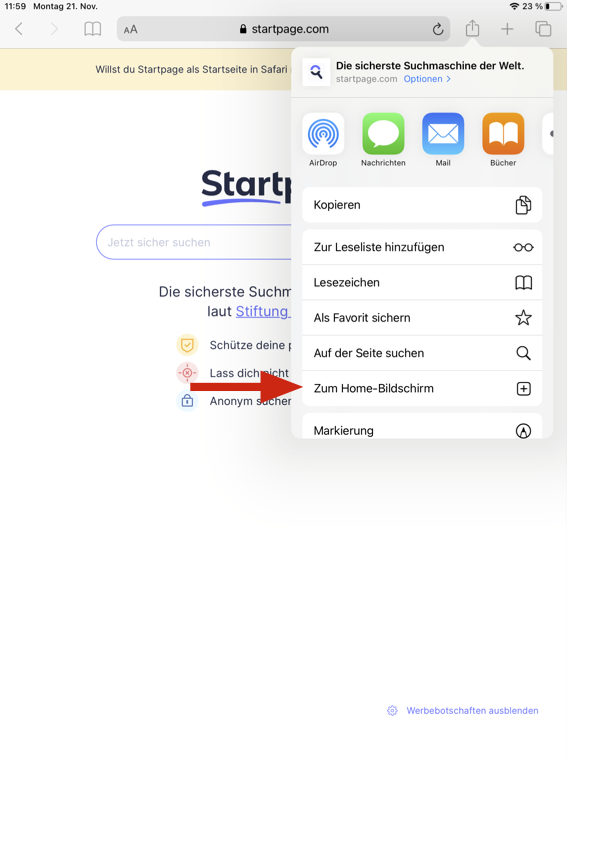 11:59 Montag 21. Nov.
23 %
AA
startpage.com
Willst du Startpage als Startseite in Safari
Die sicherste Suchmaschine der Welt.
startpage.com Optionen >
AirDrop
Nachrichten
Mail
Bücher
Startp
Kopieren
Jetzt sicher suchen
Zur Leseliste hinzufügen
Lesezeichen
Die sicherste Suchm
laut Stiftung
Als Favorit sichern
Schütze deine p
Auf der Seite suchen
Lass dich nicht
Zum Home-Bildschirm
Anonym suchen
Markierung
Werbebotschaften ausblenden